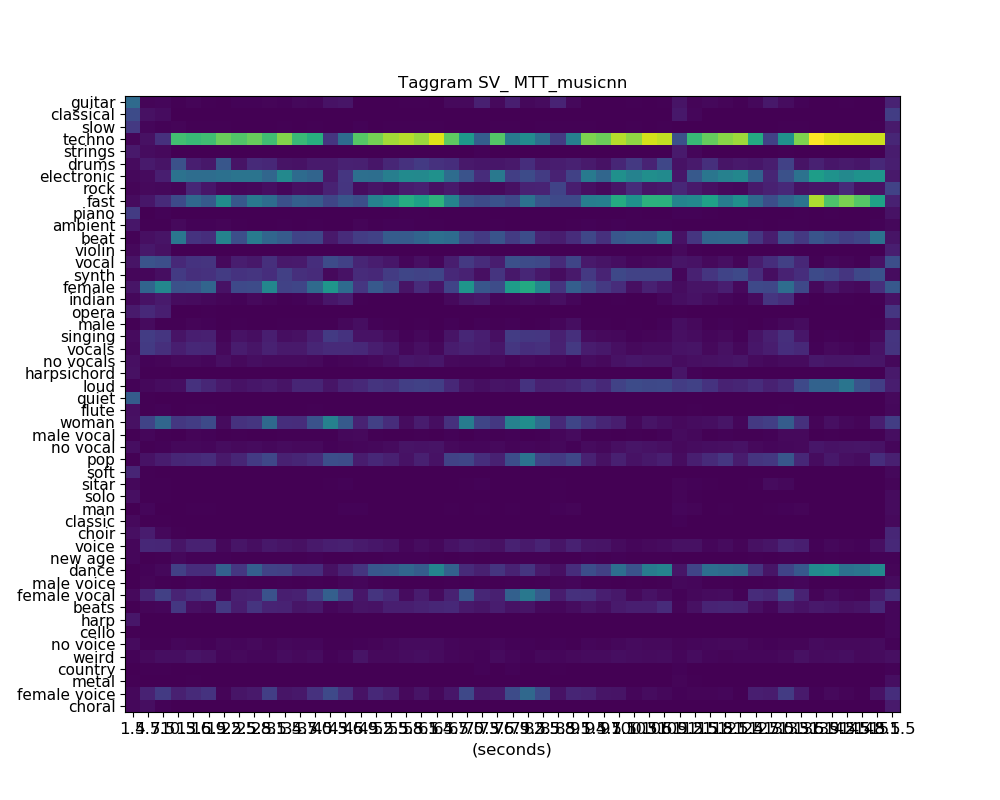 Taggram SV_ MTT_musicnn
guitar
classical
slow
techno
strings
drums
electronic
rock
fast
piano
ambient
beat
violin
vocal
synth
female
indian
opera
male
singing
vocals
no vocals
harpsichord
loud
quiet
flute
woman
male vocal
no vocal
pop
soft
sitar
solo
man
classic
choir
voice
new age
dance
male voice
female vocal
beats
harp
cello
no voice
weird
country
metal
female voice
choral
(seconds)